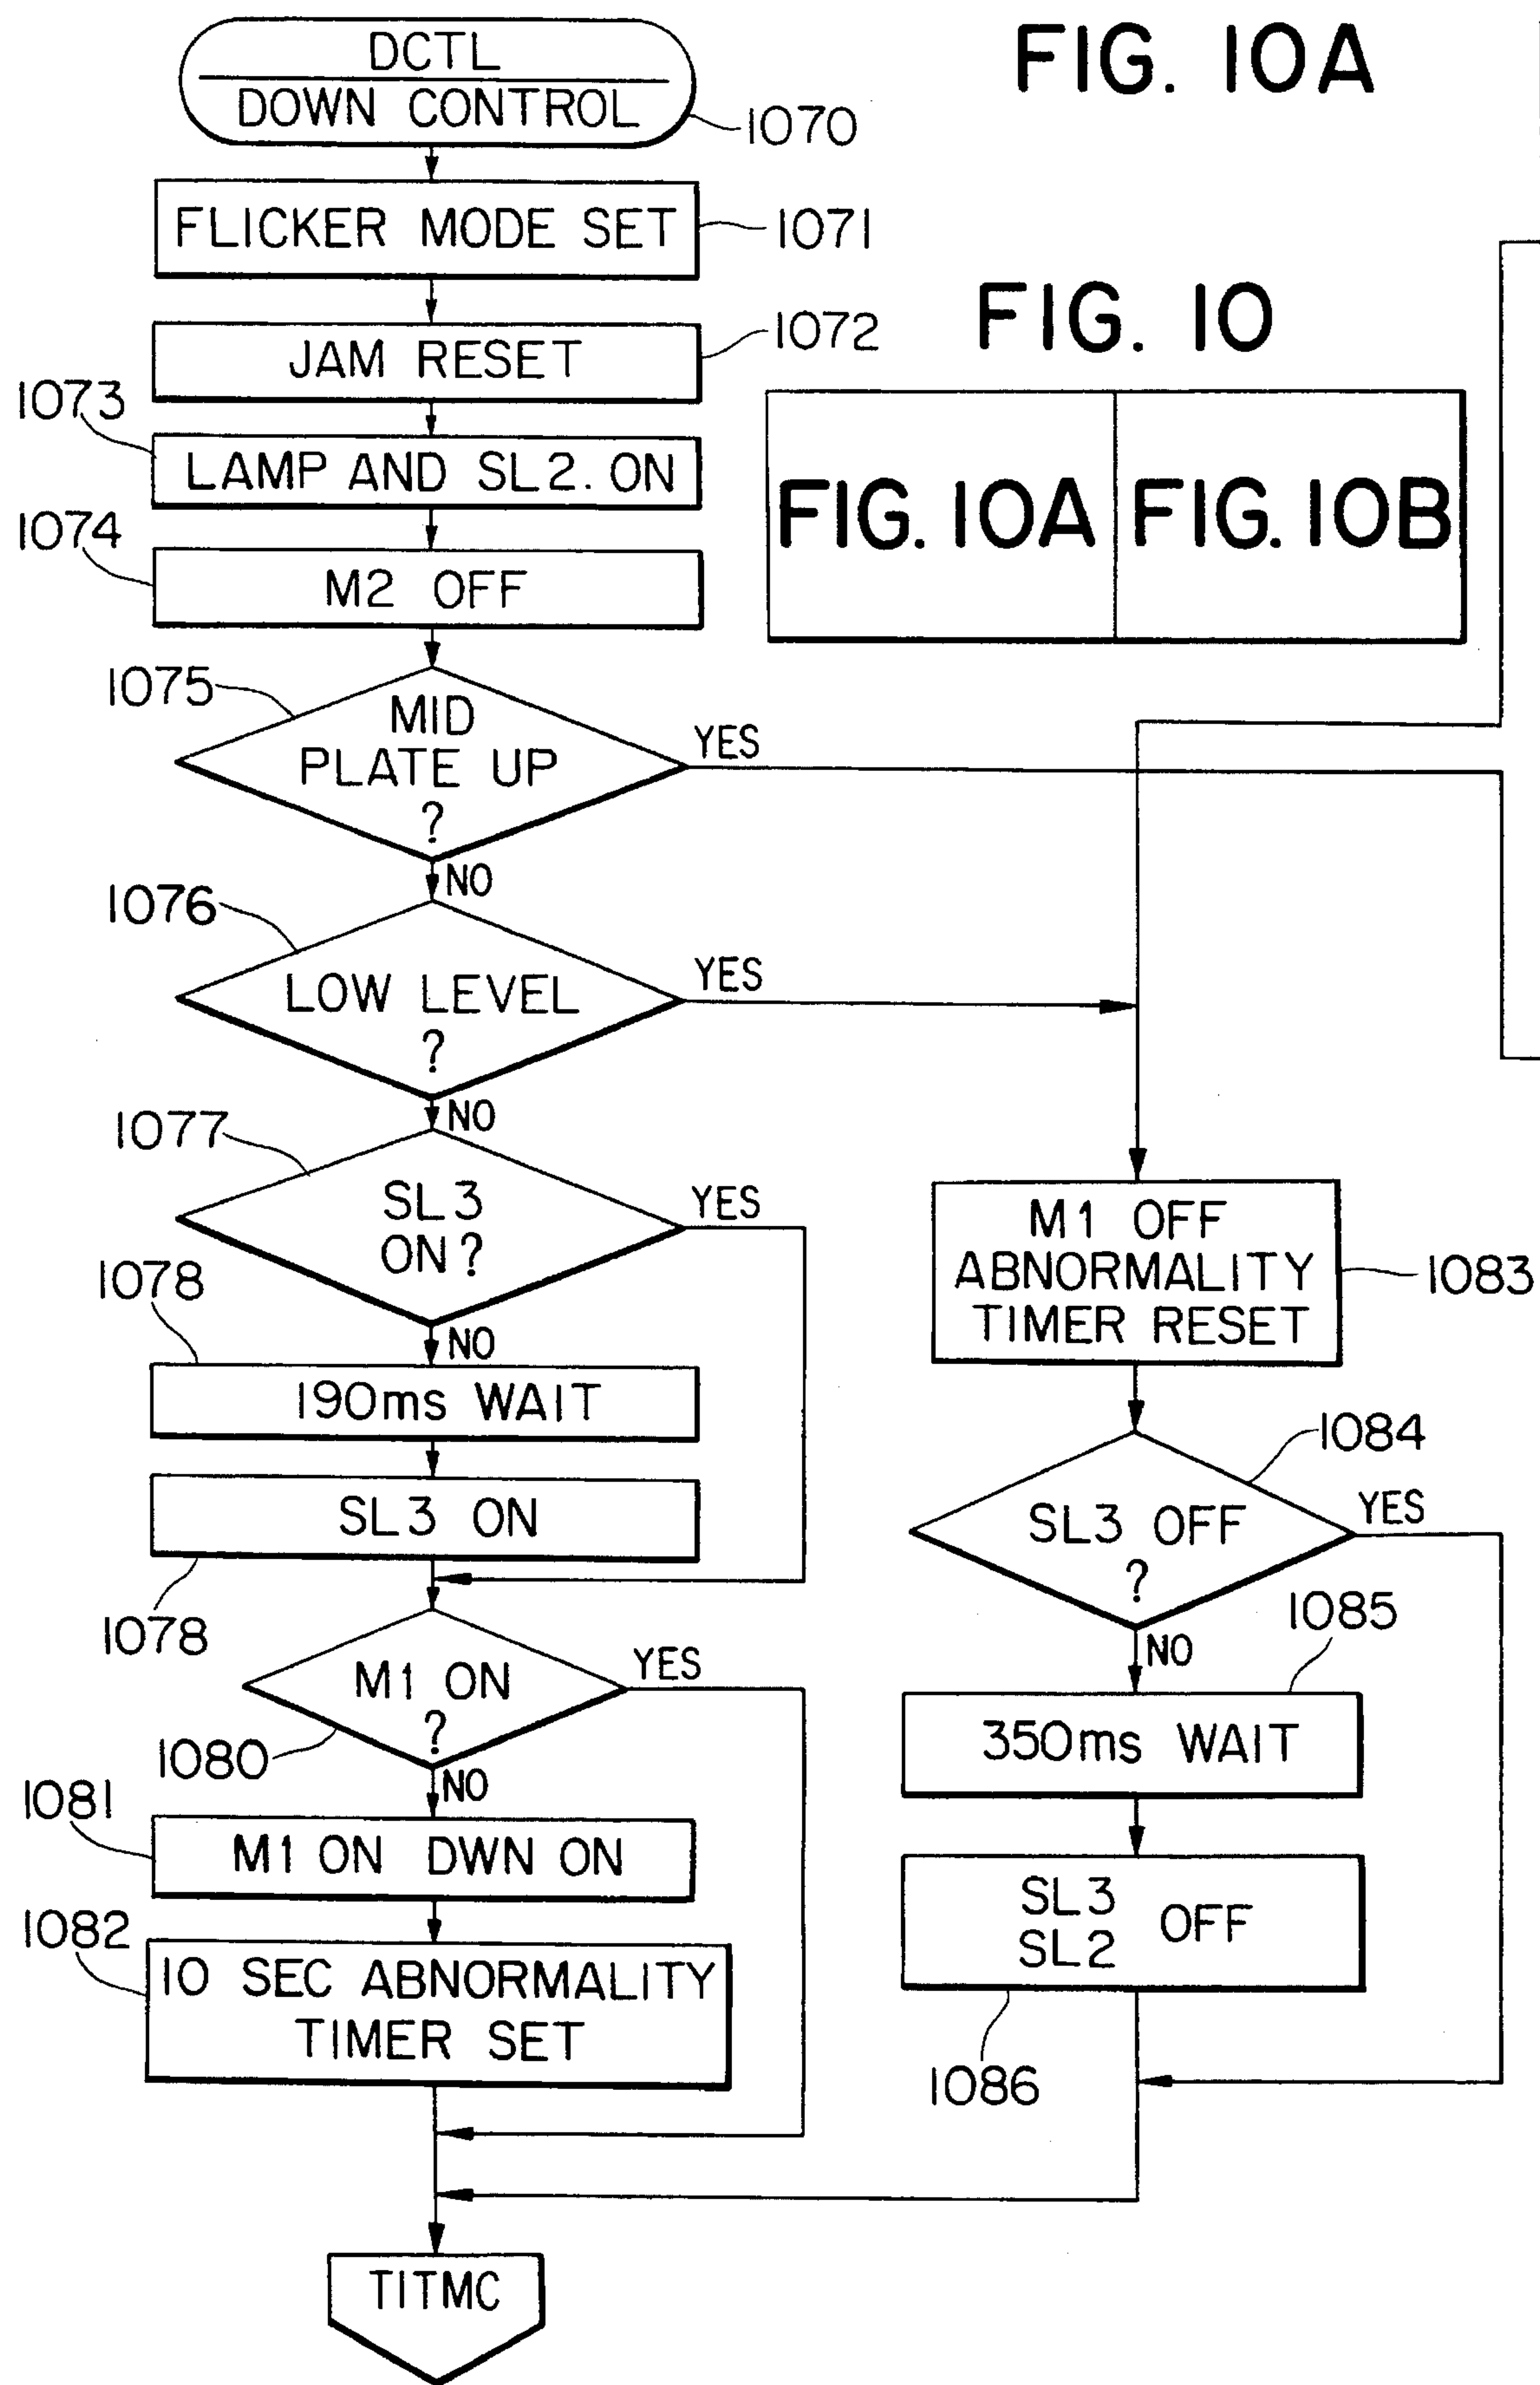 FIG. 10A
DCTL
DOWN CONTROL
1070
FLICKER MODE SET
1071
FIG. 10
FIG. 10A
FIG. 10B
JAM RESET
1072
1073
LAMP AND SL2. ON
1074
M2 OFF
1075
MID
PLATE UP
?
YES
NO
1076
LOW LEVEL
?
YES
NO
1077
SL3
ON?
YES
NO
1078
190ms WAIT
SL3 ON
1078
M1 ON
?
YES
1080
NO
1081
M1 ON DWN ON
1082
10 SEC ABNORMALITY
TIMER SET
M1 OFF
ABNORMALITY
TIMER RESET
1083
1084
SL3 OFF
?
YES
NO
1085
350ms WAIT
SL3
SL2
OFF
1086
TITMC